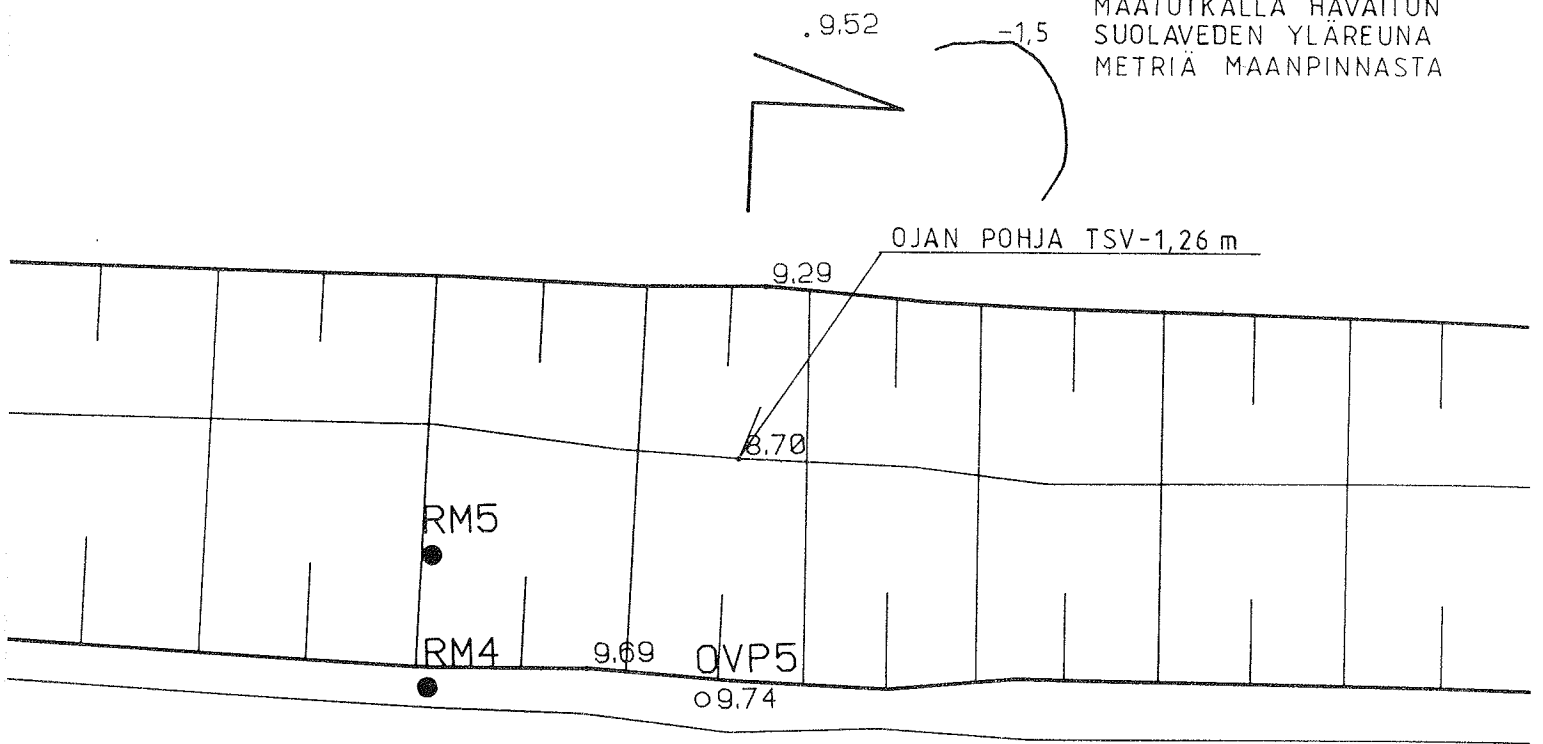 MAATUTKALLA HAVAITUN
.9.52
-1,5
SUOLAVEDEN YLÄREUNA
METRIÄ MAANPINNASTA
OJAN POHJA TSV-1,26 m
9.29
8.70
RM5
RM4
9.69
OVP5
9.74